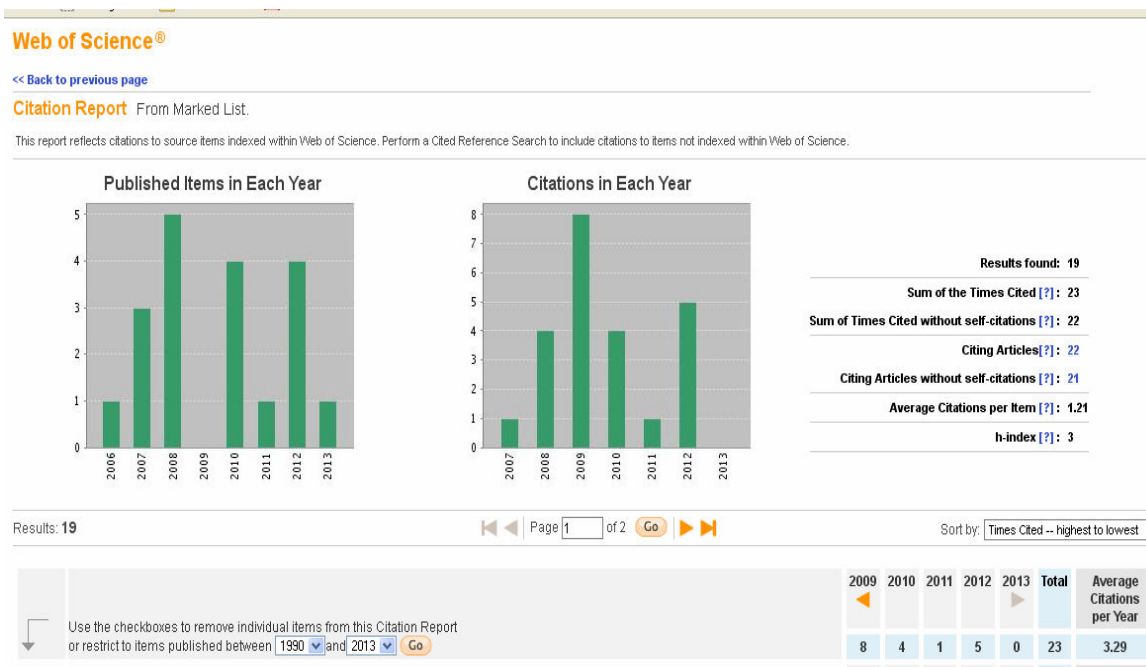 Web of Science®
<< Back to previous page
Citation Report From Marked List.
This report reflects citations to source items indexed within Web of Science. Perform a Cited Reference Search to include citations to items not indexed within Web of Science.
Published Items in Each Year
5
4
3
2
1
0
2006 2007 2008 2009 2010 2011 2012 2013
Citations in Each Year
8
7
6
5
4
3
2
1
0
2007 2008 2009 2010 2011 2012 2013
Results found: 19
Sum of the Times Cited [?] : 23
Sum of Times Cited without self-citations [?] : 22
Citing Articles[?] : 22
Citing Articles without self-citations [?] : 21
Average Citations per Item [?] : 1.21
h-index [?] : 3
Results: 19
Page 1 of 2 Go
Sort by: Times Cited -- highest to lowest
2009 2010 2011 2012 2013 Total Average Citations per Year
Use the checkboxes to remove individual items from this Citation Report
or restrict to items published between 1990 and 2013 Go
8 4 1 5 0 23 3.29